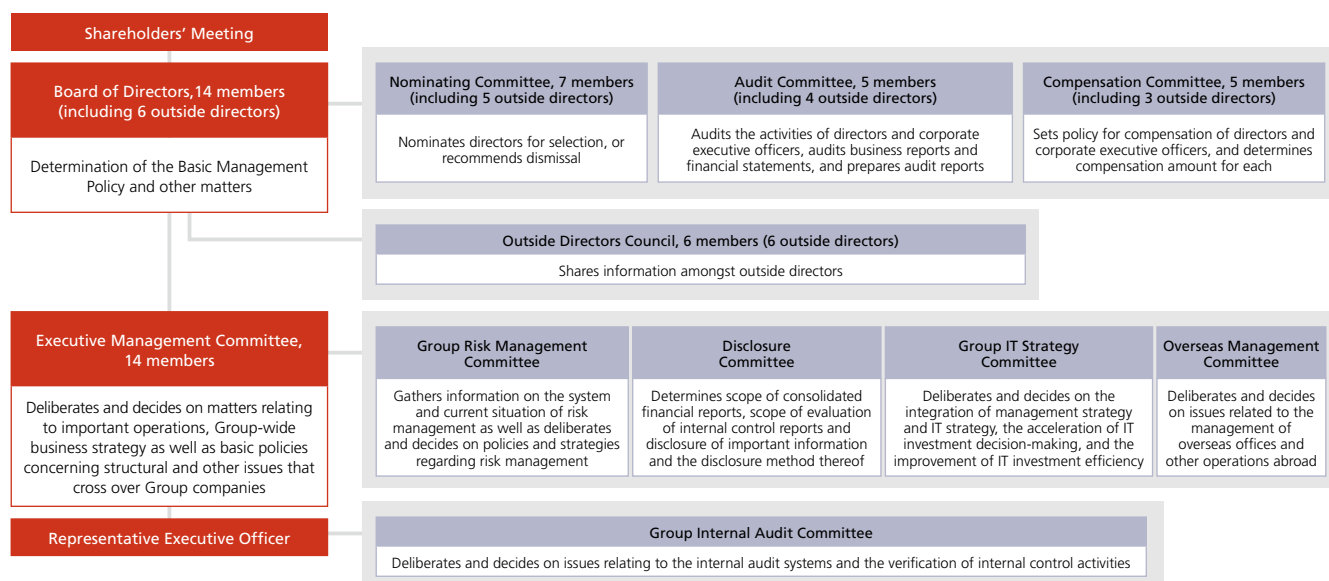 Shareholders' Meeting
Board of Directors,14 members
(including 6 outside directors)
Determination of the Basic Management
Policy and other matters
Nominating Committee, 7 members
(including 5 outside directors)
Nominates directors for selection, or
recommends dismissal
Audit Committee, 5 members
(including 4 outside directors)
Audits the activities of directors and corporate
executive officers, audits business reports and
financial statements, and prepares audit reports
Compensation Committee, 5 members
(including 3 outside directors)
Sets policy for compensation of directors and
corporate executive officers, and determines
compensation amount for each
Outside Directors Council, 6 members (6 outside directors)
Shares information amongst outside directors
Executive Management Committee,
14 members
Deliberates and decides on matters relating
to important operations, Group-wide
business strategy as well as basic policies
concerning structural and other issues that
cross over Group companies
Group Risk Management
Committee
Gathers information on the system
and current situation of risk
management as well as deliberates
and decides on policies and strategies
regarding risk management
Disclosure
Committee
Determines scope of consolidated
financial reports, scope of evaluation
of internal control reports and
disclosure of important information
and the disclosure method thereof
Group IT Strategy
Committee
Deliberates and decides on the
integration of management strategy
and IT strategy, the acceleration of IT
investment decision-making, and the
improvement of IT investment efficiency
Overseas Management
Committee
Deliberates and decides
on issues related to the
management of
overseas offices and
other operations abroad
Representative Executive Officer
Group Internal Audit Committee
Deliberates and decides on issues relating to the internal audit systems and the verification of internal control activities